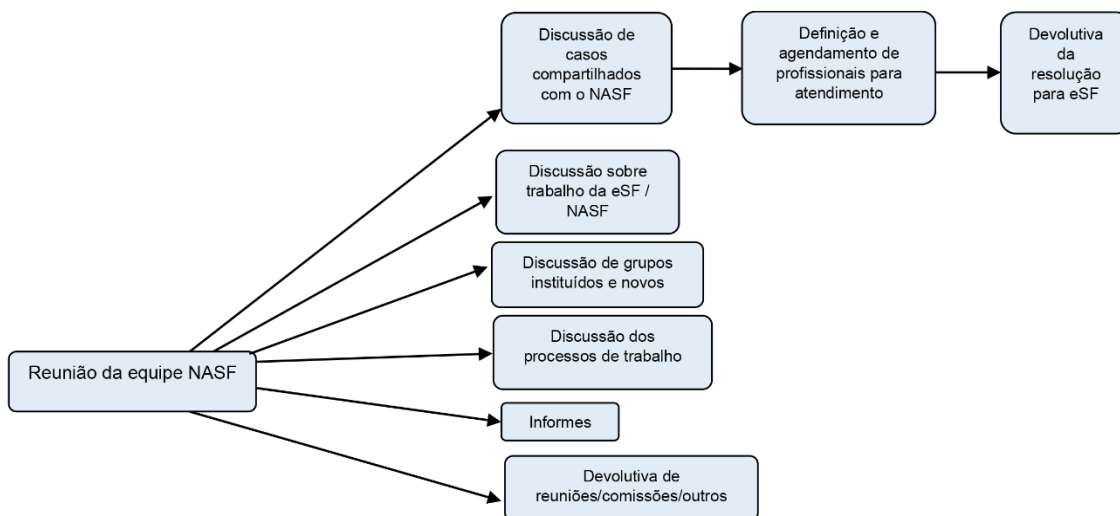 Discussão de
casos
compartilhados
com o NASF
Definição e
agendamento de
profissionais para
atendimento
Devolutiva
da
resolução
para eSF
Discussão sobre
trabalho da eSF /
NASF
Discussão de grupos
instituídos e novos
Discussão dos
processos de trabalho
Reunião da equipe NASF
Informes
Devolutiva de
reuniões/comissões/outros